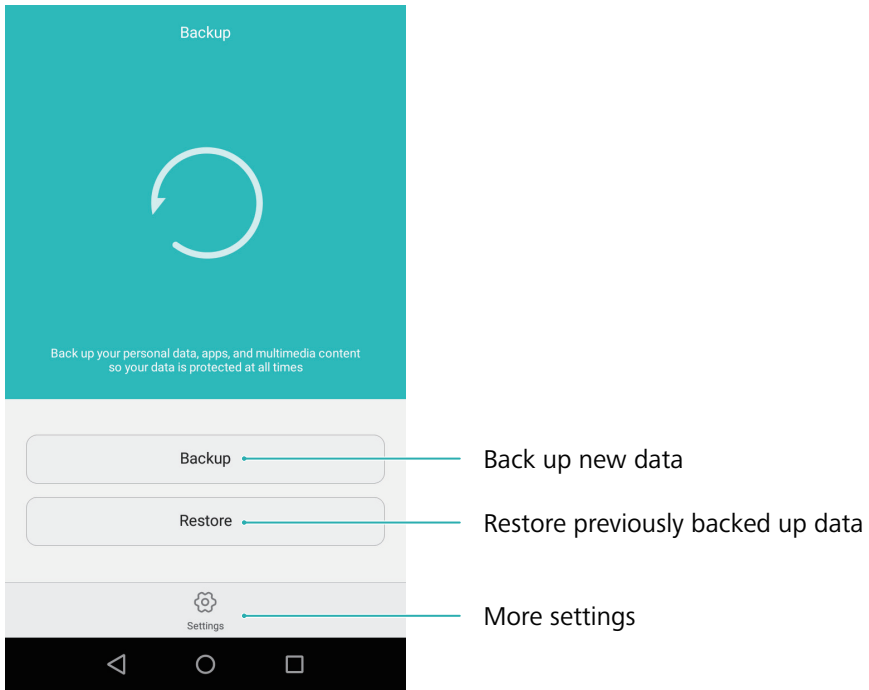 Backup
Back up your personal data, apps, and multimedia content
so your data is protected at all times
Backup
Back up new data
Restore
Restore previously backed up data
Settings
More settings